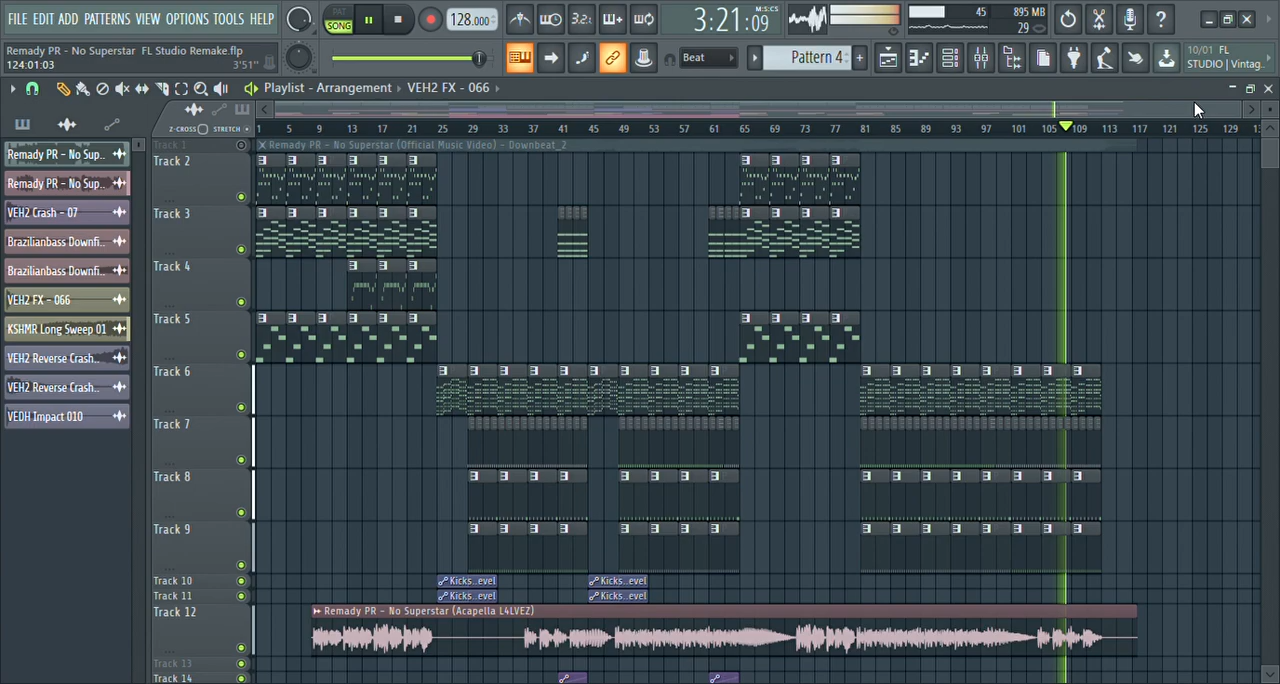 FILE EDIT ADD PATTERNS VIEW OPTIONS TOOLS HELP
PAT
SONG
128.000
3.2.
3:21:09
M:S:CS
45
895 MB
29
Remady PR - No Superstar FL Studio Remake.flp
124:01:03
3'51"
Beat
Pattern 4
10/01 FL
STUDIO | Vintag..
Playlist - Arrangement VEH2 FX - 066
Z-CROSS STRETCH
1 5 9 13 17 21 25 29 33 37 41 45 49 53 57 61 65 69 73 77 81 85 89 93 97 101 105 109 113 117 121 125 129
Track 1
Remady PR - No Superstar (Official Music Video) - Downbeat_2
Remady PR - No Sup..
Remady PR - No Sup..
VEH2 Crash - 07
Brazilianbass Downfi..
Brazilianbass Downfi..
VEH2 FX - 066
KSHMR Long Sweep 01
VEH2 Reverse Crash..
VEH2 Reverse Crash..
VEDH Impact 010
Track 2
Track 3
Track 4
Track 5
Track 6
Track 7
Track 8
Track 9
Track 10
Kicks..evel Kicks..evel
Track 11
Kicks..evel Kicks..evel
Track 12
Remady PR - No Superstar (Acapella L4LVEZ)
Track 13
Track 14